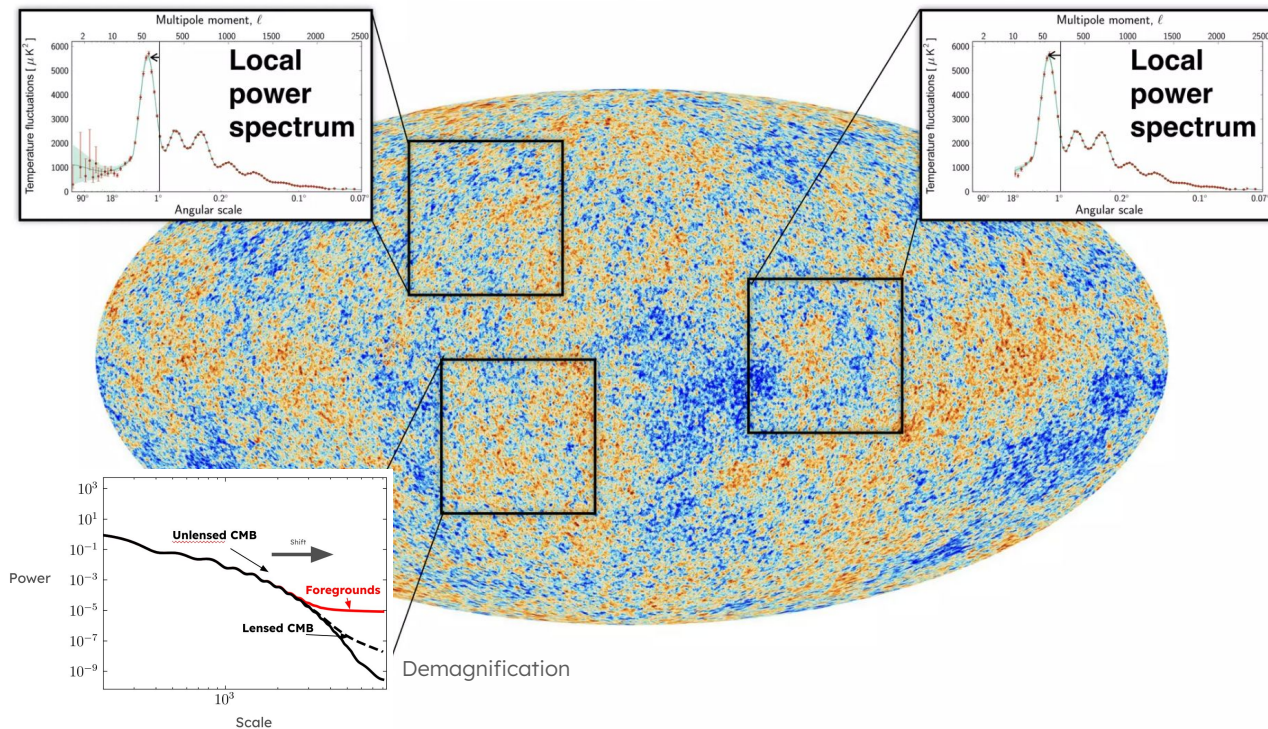 Multipole moment, ℓ
2 10 50 500 1000 1500 2000 2500
Temperature fluctuations [ μ K² ]
6000
5000
4000
3000
2000
1000
0
Local
power
spectrum
90° 18° 1° 0.2° 0.1° 0.07°
Angular scale
Multipole moment, ℓ
2 10 50 500 1000 1500 2000 2500
Temperature fluctuations [ μ K² ]
6000
5000
4000
3000
2000
1000
0
Local
power
spectrum
90° 18° 1° 0.2° 0.1° 0.07°
Angular scale
10³
10¹
10⁻¹
10⁻³
10⁻⁵
10⁻⁷
10⁻⁹
Power
Unlensed CMB
Shift
Foregrounds
Lensed CMB
10³
Scale
Demagnification